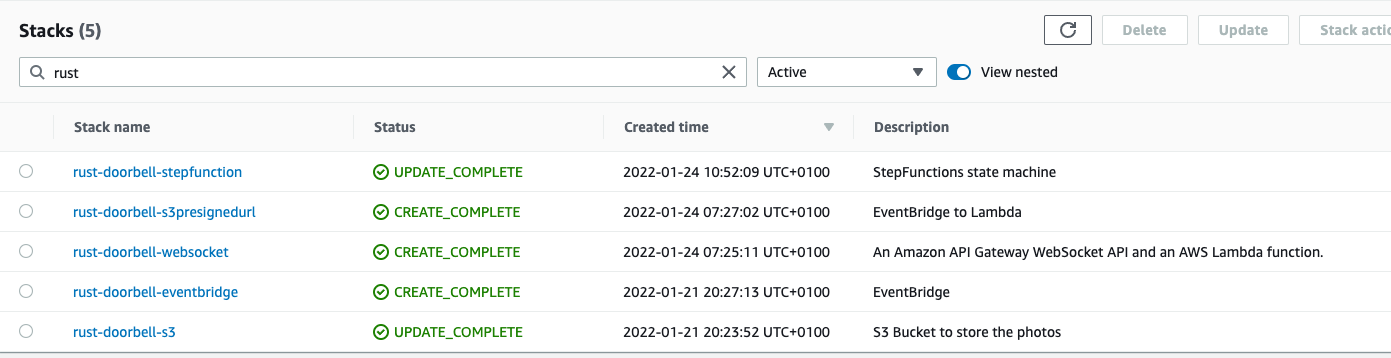 Stacks (5) Delete Update Stack actic
rust Active View nested
Stack name Status Created time Description
rust-doorbell-stepfunction UPDATE_COMPLETE 2022-01-24 10:52:09 UTC+0100 StepFunctions state machine
rust-doorbell-s3presignedurl CREATE_COMPLETE 2022-01-24 07:27:02 UTC+0100 EventBridge to Lambda
rust-doorbell-websocket CREATE_COMPLETE 2022-01-24 07:25:11 UTC+0100 An Amazon API Gateway WebSocket API and an AWS Lambda function.
rust-doorbell-eventbridge CREATE_COMPLETE 2022-01-21 20:27:13 UTC+0100 EventBridge
rust-doorbell-s3 UPDATE_COMPLETE 2022-01-21 20:23:52 UTC+0100 S3 Bucket to store the photos